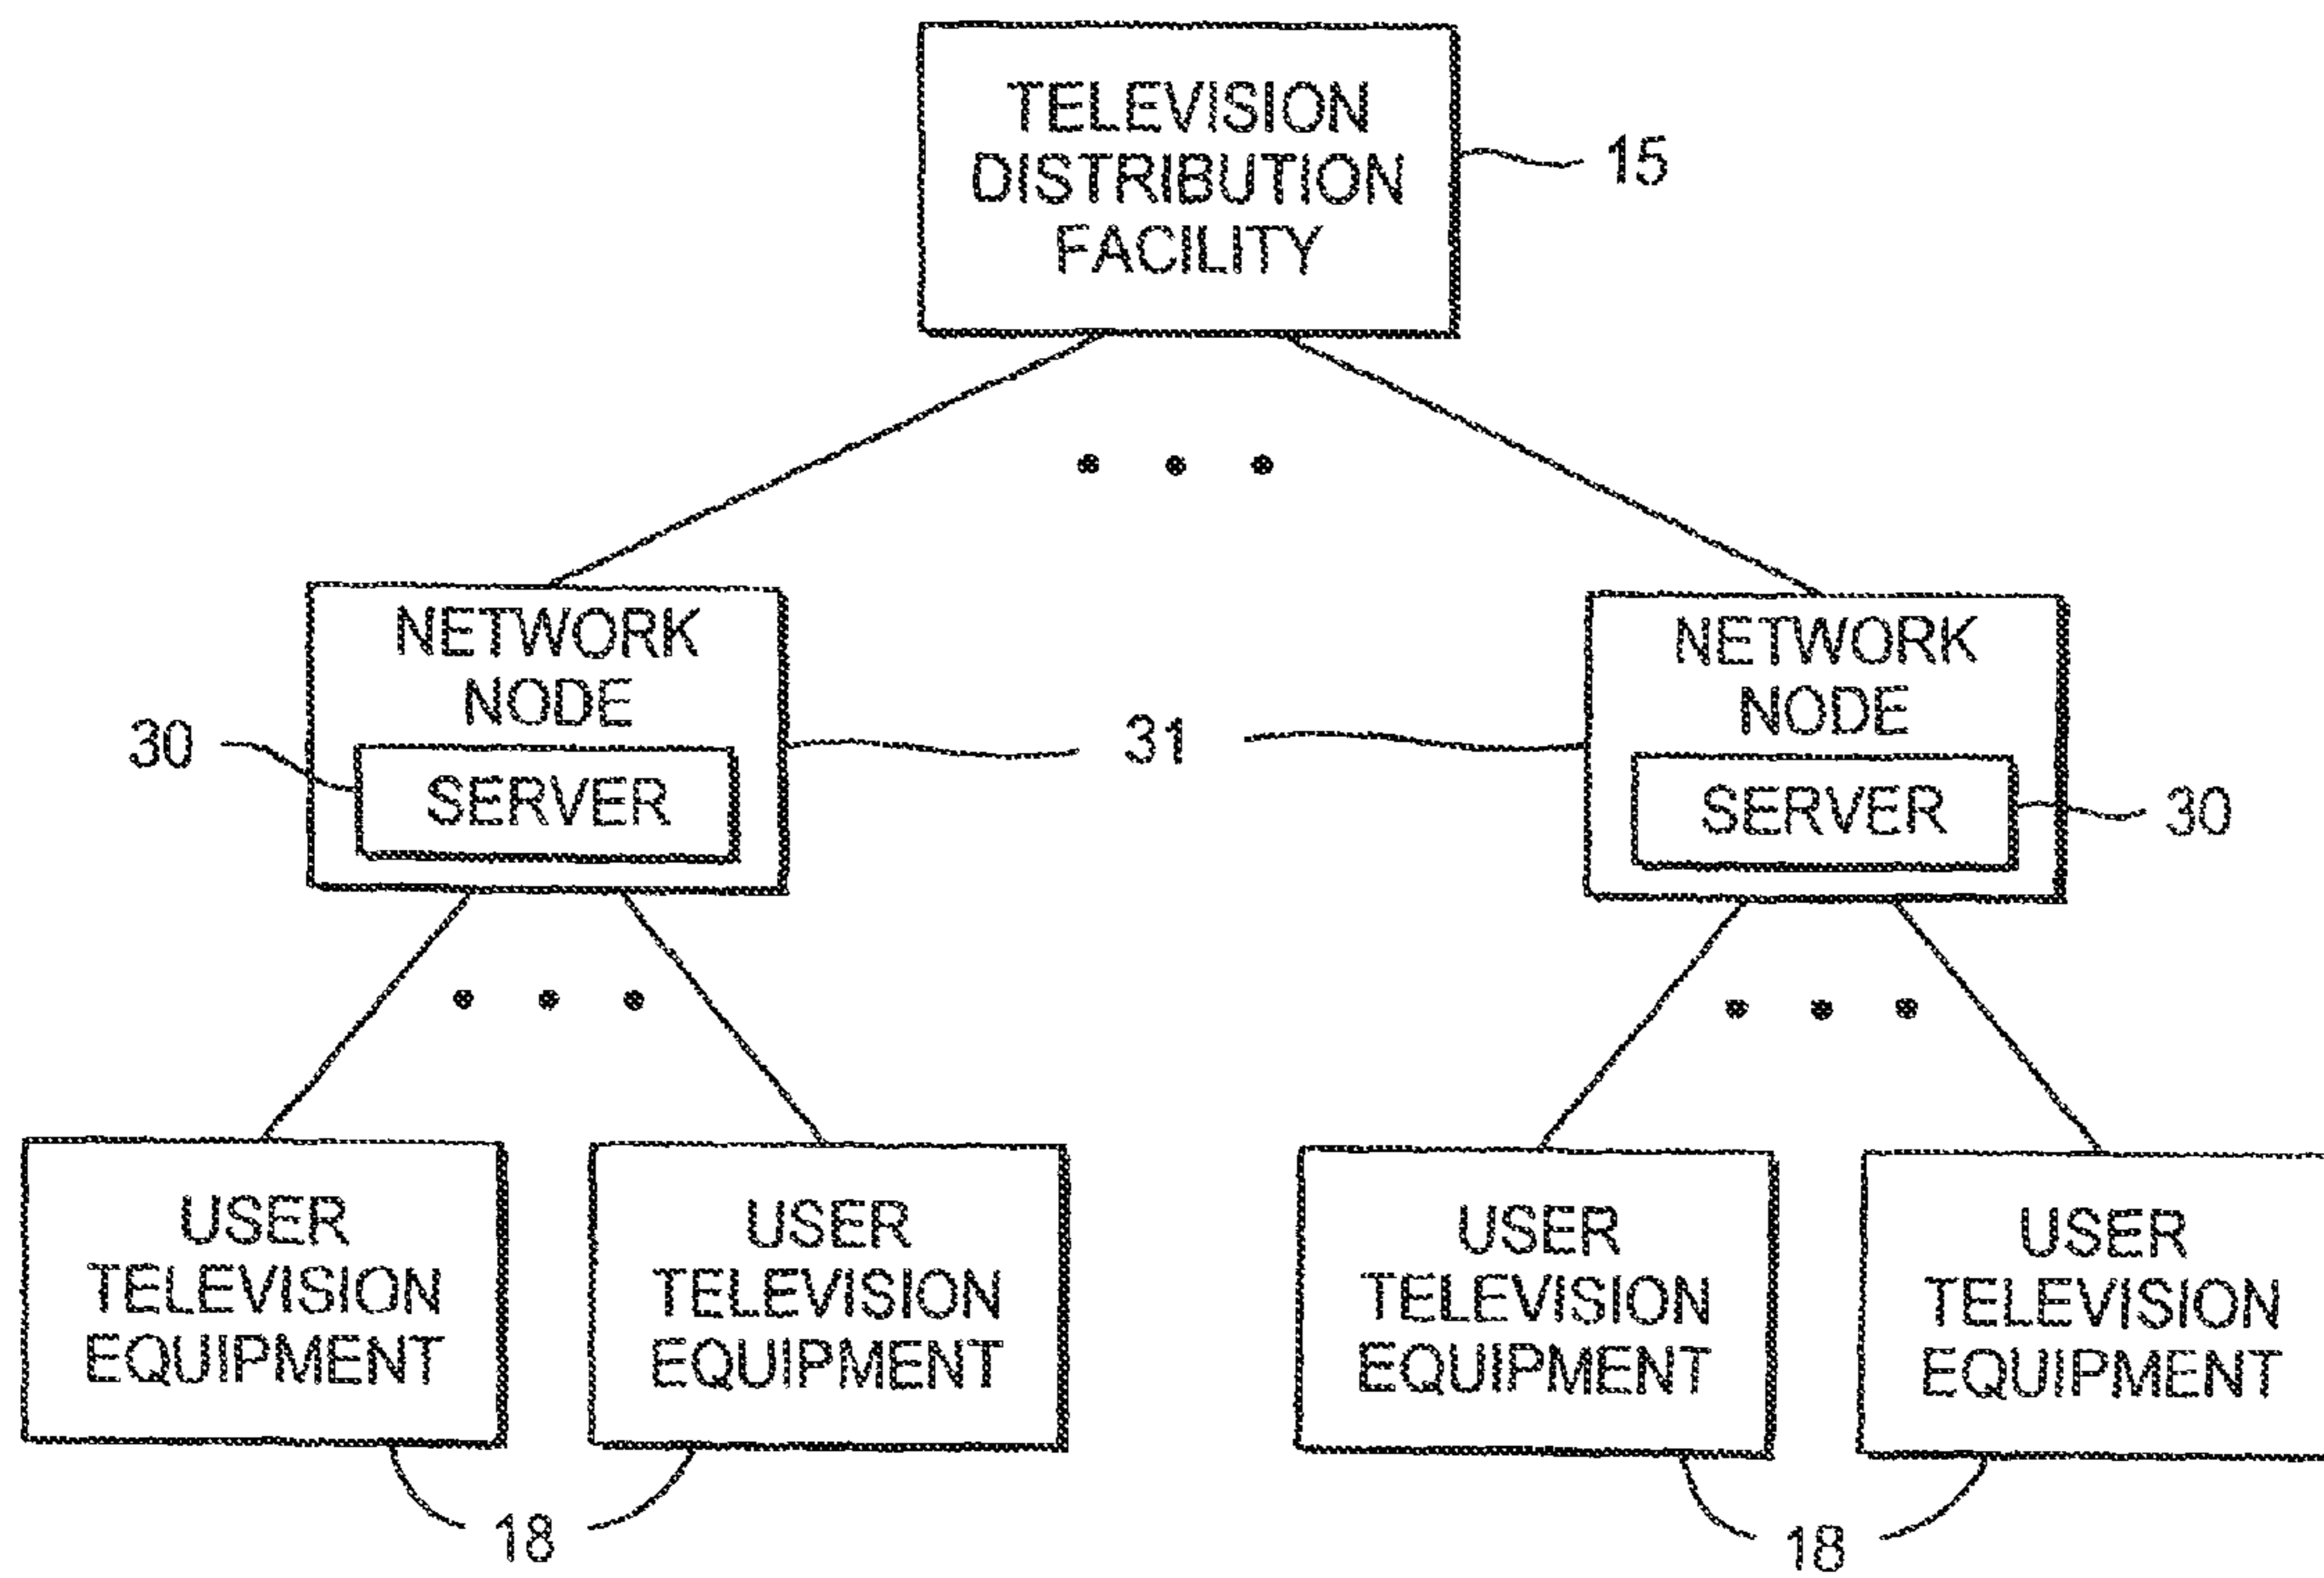 TELEVISION
DISTRIBUTION
FACILITY
15
NETWORK
NODE
30
SERVER
31
NETWORK
NODE
SERVER
30
USER
TELEVISION
EQUIPMENT
USER
TELEVISION
EQUIPMENT
18
USER
TELEVISION
EQUIPMENT
USER
TELEVISION
EQUIPMENT
18